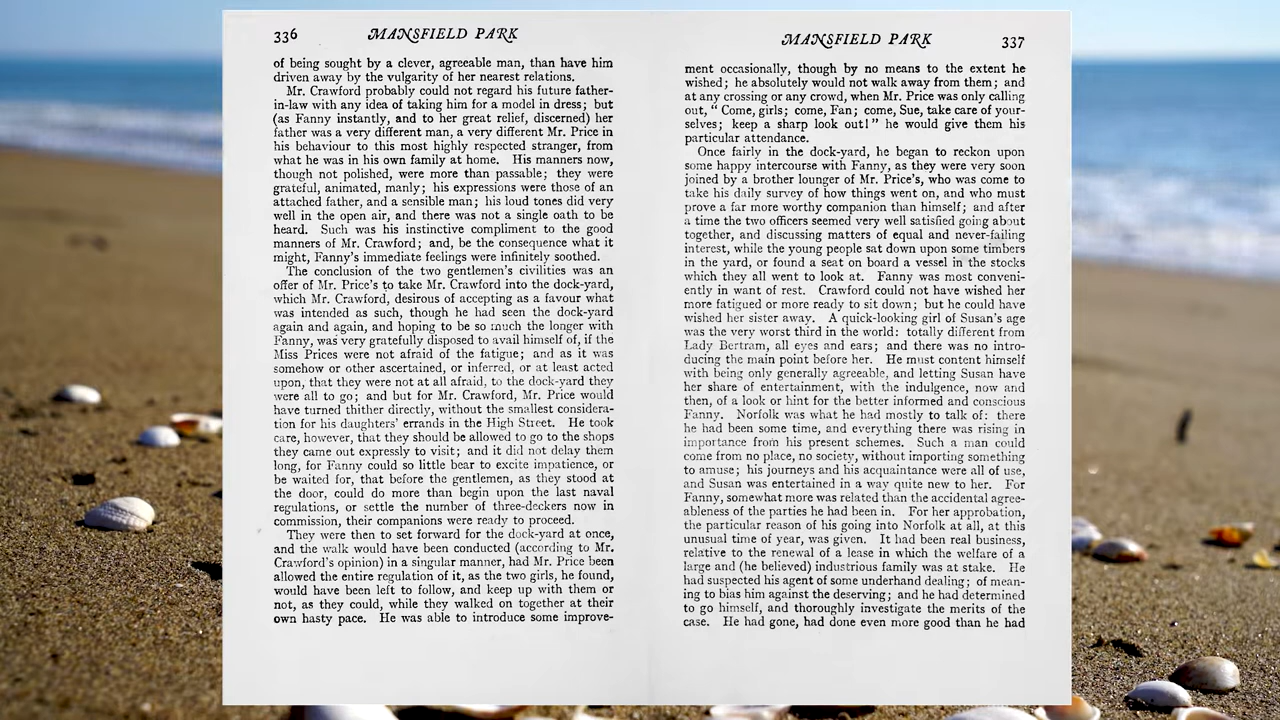 336
MANSFIELD PARK
of being sought by a clever, agreeable man, than have him
driven away by the vulgarity of her nearest relations.
Mr. Crawford probably could not regard his future father-
in-law with any idea of taking him for a model in dress; but
(as Fanny instantly, and to her great relief, discerned) her
father was a very different man, a very different Mr. Price in
his behaviour to this most highly respected stranger, from
what he was in his own family at home. His manners now,
though not polished, were more than passable; they were
grateful, animated, manly; his expressions were those of an
attached father, and a sensible man; his loud tones did very
well in the open air, and there was not a single oath to be
heard. Such was his instinctive compliment to the good
manners of Mr. Crawford; and, be the consequence what it
might, Fanny's immediate feelings were infinitely soothed.
The conclusion of the two gentlemen's civilities was an
offer of Mr. Price's to take Mr. Crawford into the dock-yard,
which Mr. Crawford, desirous of accepting as a favour what
was intended as such, though he had seen the dock-yard
again and again, and hoping to be so much the longer with
Fanny, was very gratefully disposed to avail himself of, if the
Miss Prices were not afraid of the fatigue; and as it was
somehow or other ascertained, or inferred, or at least acted
upon, that they were not at all afraid, to the dock-yard they
were all to go; and but for Mr. Crawford, Mr. Price would
have turned thither directly, without the smallest considera-
tion for his daughters' errands in the High Street. He took
care, however, that they should be allowed to go to the shops
they came out expressly to visit; and it did not delay them
long, for Fanny could so little bear to excite impatience, or
be waited for, that before the gentlemen, as they stood at
the door, could do more than begin upon the last naval
regulations, or settle the number of three-deckers now in
commission, their companions were ready to proceed.
They were then to set forward for the dock-yard at once,
and the walk would have been conducted (according to Mr.
Crawford's opinion) in a singular manner, had Mr. Price been
allowed the entire regulation of it, as the two girls, he found,
would have been left to follow, and keep up with them or
not, as they could, while they walked on together at their
own hasty pace. He was able to introduce some improve-
MANSFIELD PARK
337
ment occasionally, though by no means to the extent he
wished; he absolutely would not walk away from them; and
at any crossing or any crowd, when Mr. Price was only calling
out, " Come, girls; come, Fan; come, Sue, take care of your-
selves; keep a sharp look out! " he would give them his
particular attendance.
Once fairly in the dock-yard, he began to reckon upon
some happy intercourse with Fanny, as they were very soon
joined by a brother lounger of Mr. Price's, who was come to
take his daily survey of how things went on, and who must
prove a far more worthy companion than himself; and after
a time the two officers seemed very well satisfied going about
together, and discussing matters of equal and never-failing
interest, while the young people sat down upon some timbers
in the yard, or found a seat on board a vessel in the stocks
which they all went to look at. Fanny was most conveni-
ently in want of rest. Crawford could not have wished her
more fatigued or more ready to sit down; but he could have
wished her sister away. A quick-looking girl of Susan's age
was the very worst third in the world: totally different from
Lady Bertram, all eyes and ears; and there was no intro-
ducing the main point before her. He must content himself
with being only generally agreeable, and letting Susan have
her share of entertainment, with the indulgence, now and
then, of a look or hint for the better informed and conscious
Fanny. Norfolk was what he had mostly to talk of: there
he had been some time, and everything there was rising in
importance from his present schemes. Such a man could
come from no place, no society, without importing something
to amuse; his journeys and his acquaintance were all of use,
and Susan was entertained in a way quite new to her. For
Fanny, somewhat more was related than the accidental agree-
ableness of the parties he had been in. For her approbation,
the particular reason of his going into Norfolk at all, at this
unusual time of year, was given. It had been real business,
relative to the renewal of a lease in which the welfare of a
large and (he believed) industrious family was at stake. He
had suspected his agent of some underhand dealing; of mean-
ing to bias him against the deserving; and he had determined
to go himself, and thoroughly investigate the merits of the
case. He had gone, had done even more good than he had